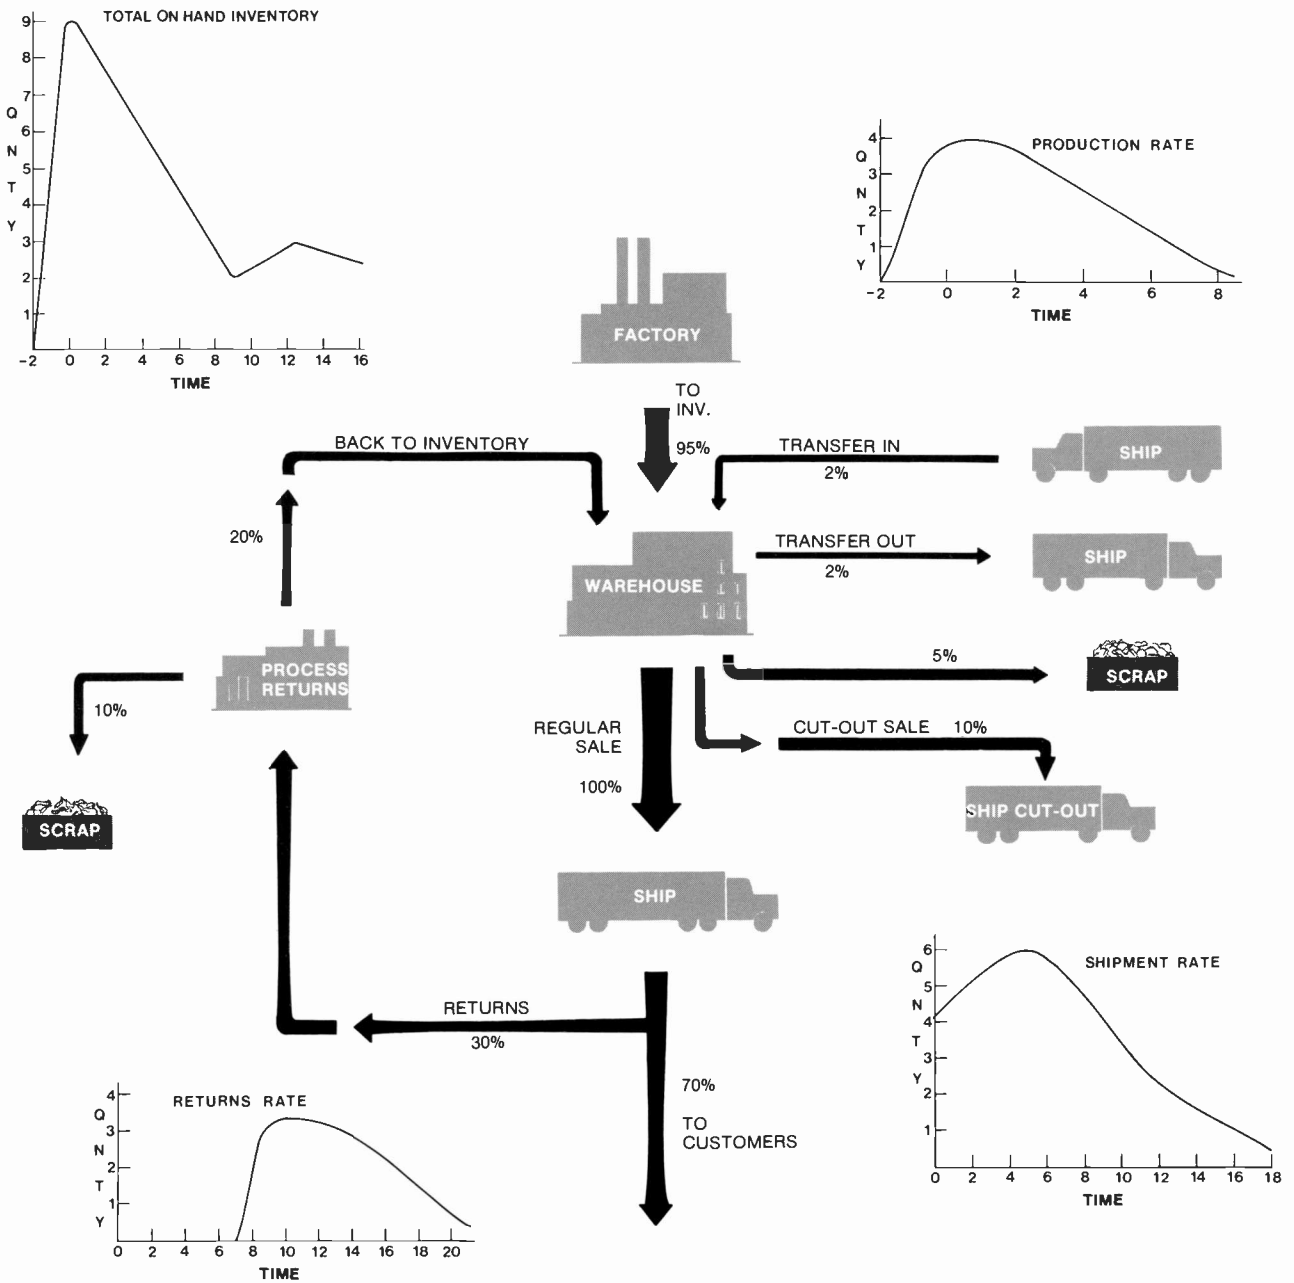 TOTAL ON HAND INVENTORY
9
8
7
6
5
4
3
2
1
Q
N
T
Y
-2 0 2 4 6 8 10 12 14 16
TIME
PRODUCTION RATE
4
3
2
1
Q
N
T
Y
-2 0 2 4 6 8
TIME
FACTORY
TO
INV.
95%
BACK TO INVENTORY
TRANSFER IN
2%
SHIP
20%
TRANSFER OUT
2%
SHIP
WAREHOUSE
PROCESS
RETURNS
5%
SCRAP
10%
REGULAR
SALE
100%
CUT-OUT SALE 10%
SHIP CUT-OUT
SCRAP
SHIP
RETURNS
30%
70%
TO
CUSTOMERS
SHIPMENT RATE
6
5
4
3
2
1
Q
N
T
Y
0 2 4 6 8 10 12 14 16 18
TIME
RETURNS RATE
4
3
2
1
Q
N
T
Y
0 2 4 6 8 10 12 14 16 18 20
TIME